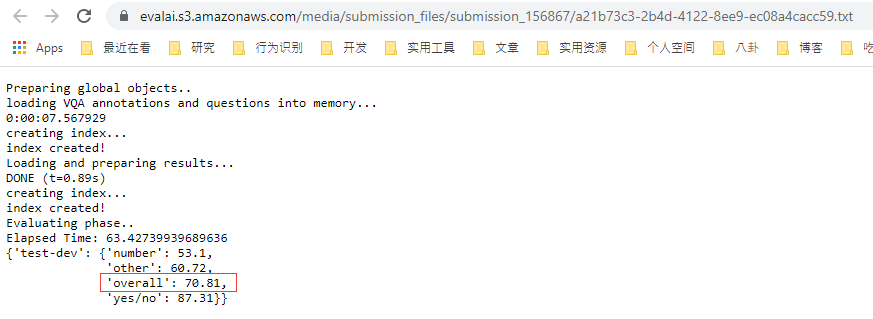 evalai.s3.amazonaws.com/media/submission_files/submission_156867/a21b73c3-2b4d-4122-8ee9-ec08a4cacc59.txt
Apps 最近在看 研究 行为识别 开发 实用工具 文章 实用资源 个人空间 八卦 博客
Preparing global objects..
loading VQA annotations and questions into memory...
0:00:07.567929
creating index...
index created!
Loading and preparing results...
DONE (t=0.89s)
creating index...
index created!
Evaluating phase..
Elapsed Time: 63.42739939689636
{'test-dev': {'number': 53.1,
'other': 60.72,
'overall': 70.81,
'yes/no': 87.31}}